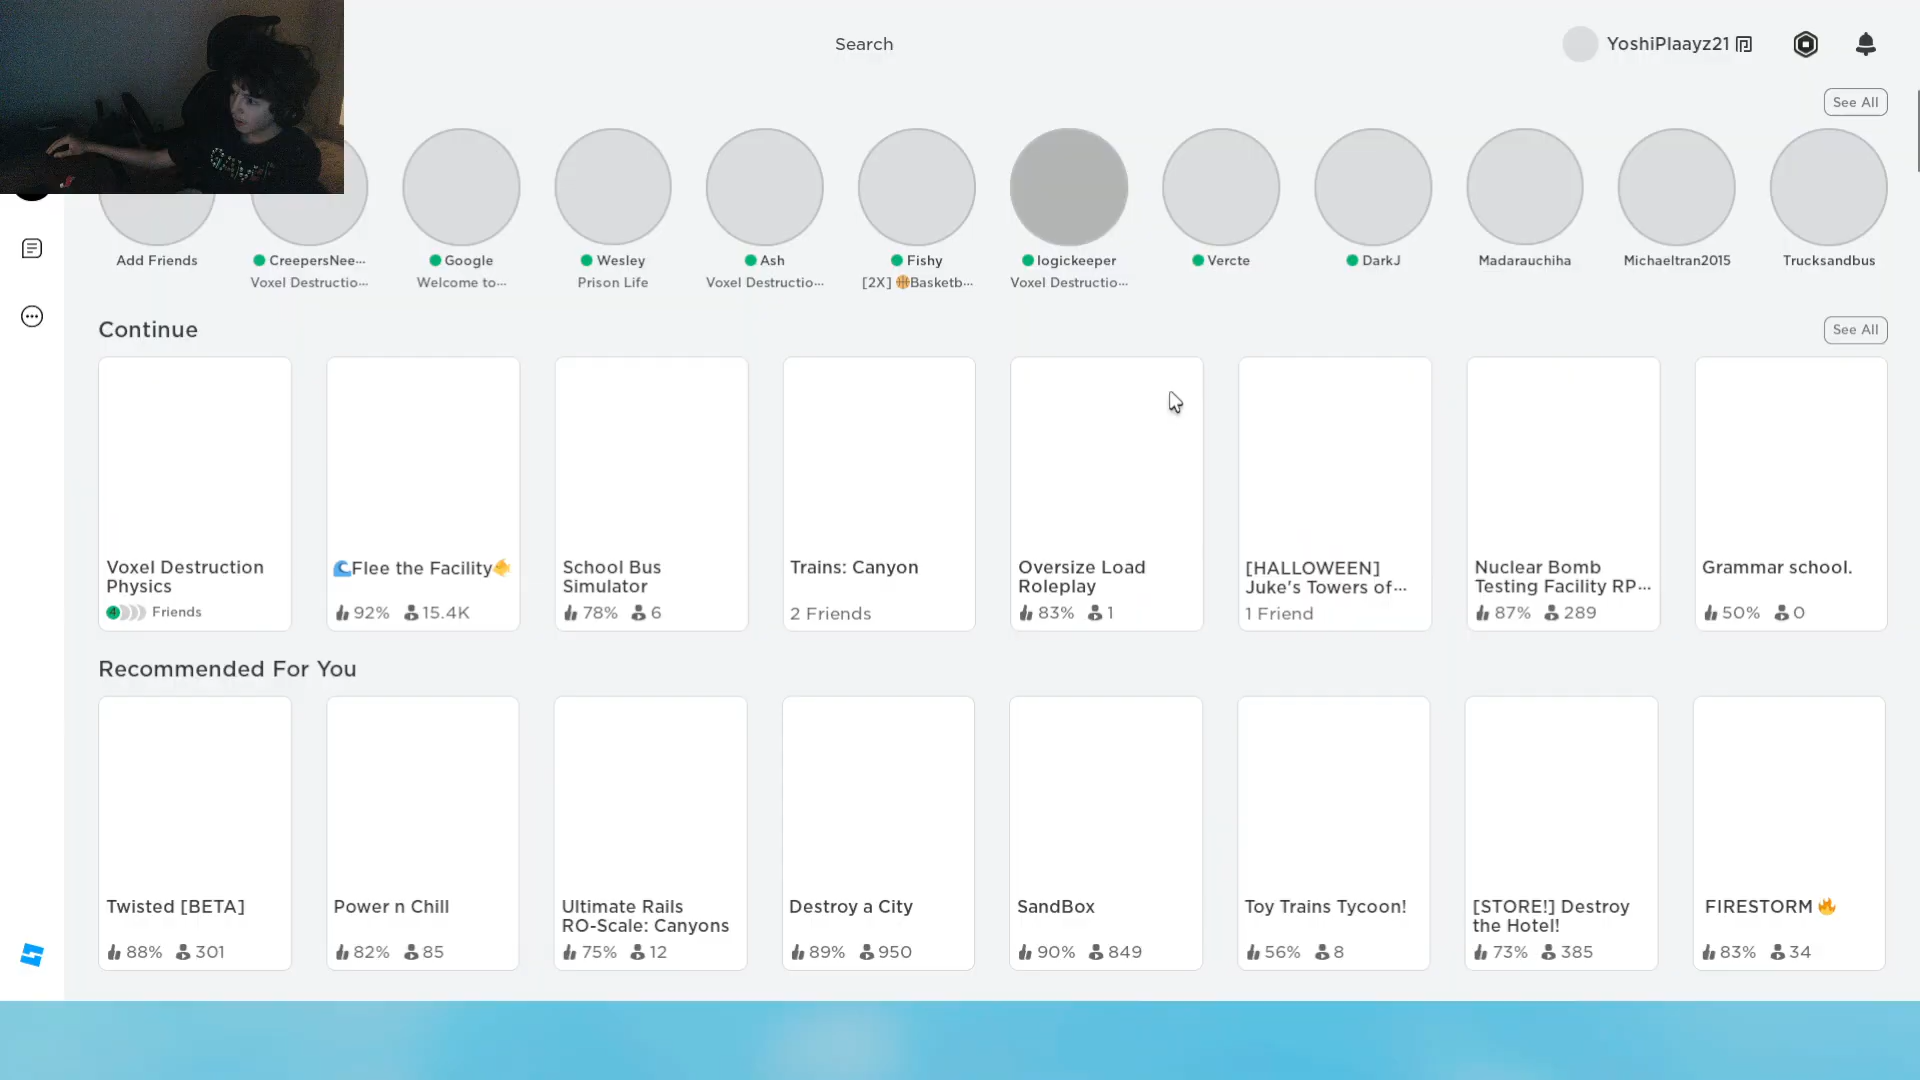 Search
YoshiPlaayz21
See All
Add Friends
CreepersNee...
Google
Wesley
Ash
Fishy
logickeeper
Vercte
DarkJ
Madarauchiha
Michaeltran2015
Trucksandbus
Voxel Destructio...
Welcome to...
Prison Life
Voxel Destructio...
[2X] 🏀Basketb...
Voxel Destructio...
Continue
See All
Voxel Destruction
Physics
4 Friends
🌊Flee the Facility🐠
92% 15.4K
School Bus
Simulator
78% 6
Trains: Canyon
2 Friends
Oversize Load
Roleplay
83% 1
[HALLOWEEN]
Juke's Towers of...
1 Friend
Nuclear Bomb
Testing Facility RP...
87% 289
Grammar school.
50% 0
Recommended For You
Twisted [BETA]
88% 301
Power n Chill
82% 85
Ultimate Rails
RO-Scale: Canyons
75% 12
Destroy a City
89% 950
SandBox
90% 849
Toy Trains Tycoon!
56% 8
[STORE!] Destroy
the Hotel!
73% 385
FIRESTORM 🔥
83% 34